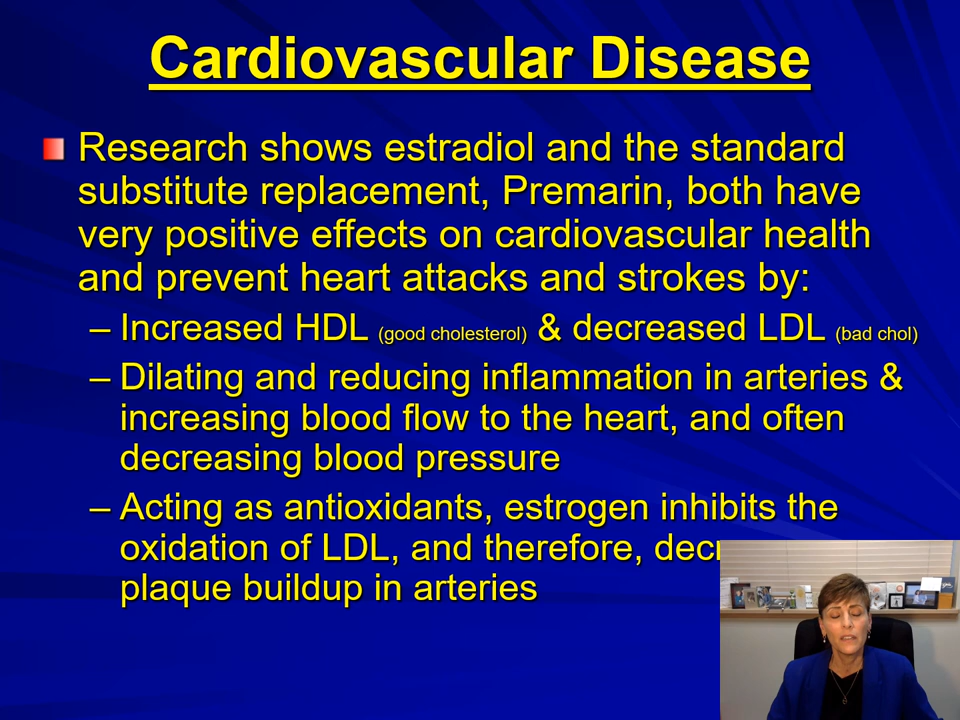 Cardiovascular Disease
Research shows estradiol and the standard
substitute replacement, Premarin, both have
very positive effects on cardiovascular health
and prevent heart attacks and strokes by:
– Increased HDL (good cholesterol) & decreased LDL (bad chol)
– Dilating and reducing inflammation in arteries &
increasing blood flow to the heart, and often
decreasing blood pressure
– Acting as antioxidants, estrogen inhibits the
oxidation of LDL, and therefore,
plaque buildup in arteries